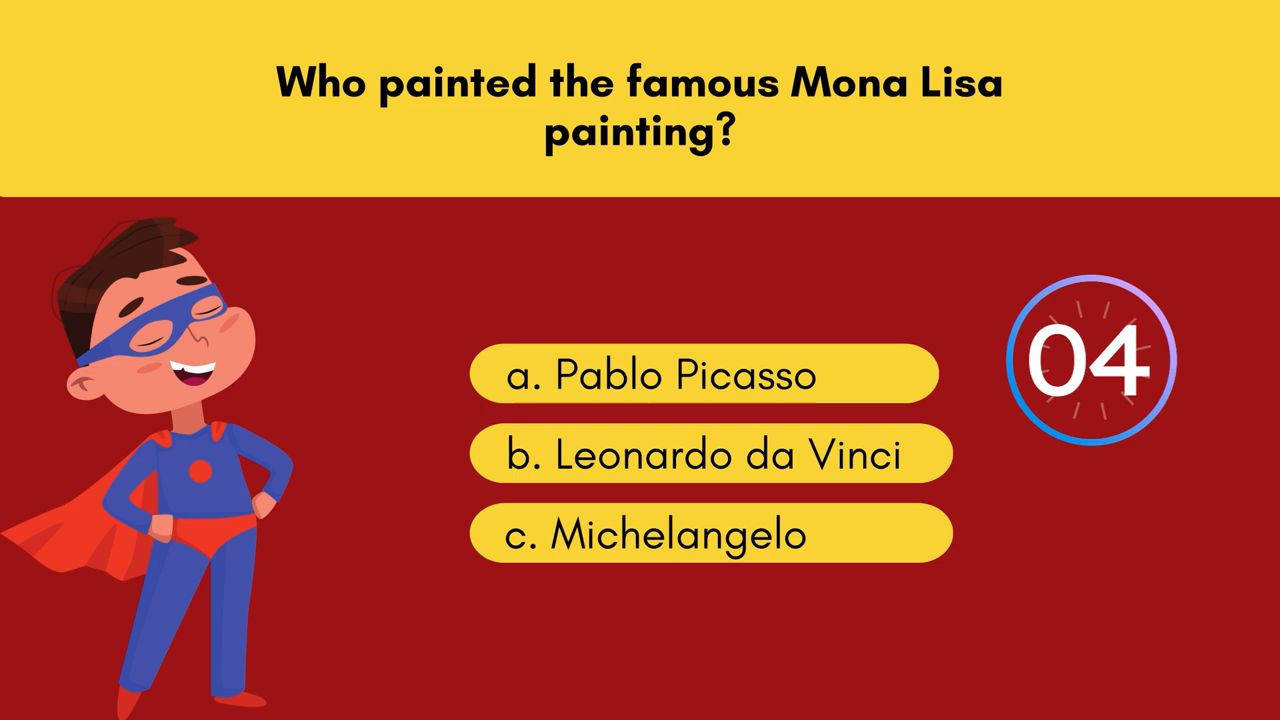 Who painted the famous Mona Lisa
painting?
a. Pablo Picasso
04
b. Leonardo da Vinci
c. Michelangelo